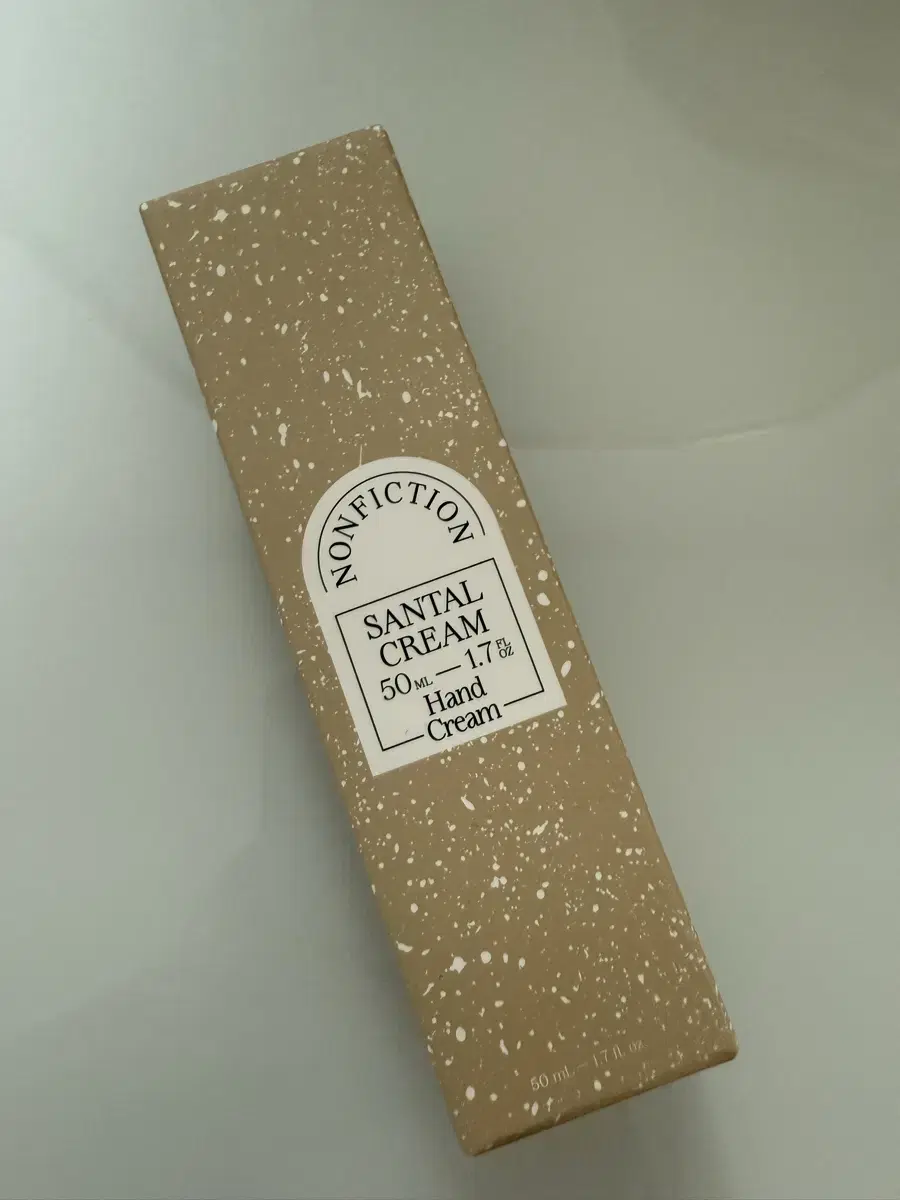 NONFICTION
SANTAL
CREAM
50 ML — 1.7 FL OZ
Hand
Cream
50 mL — 1.7 fl. oz